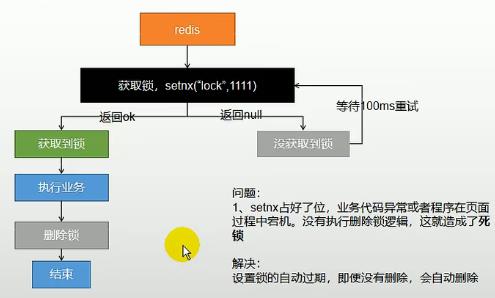 redis
获取锁，setnx("lock",1111)
等待100ms重试
返回ok
返回null
获取到锁
没获取到锁
执行业务
删除锁
结束
问题：
1、setnx占好了位，业务代码异常或者程序在页面
过程中宕机。没有执行删除锁逻辑，这就造成了死
锁
解决：
设置锁的自动过期，即便没有删除，会自动删除